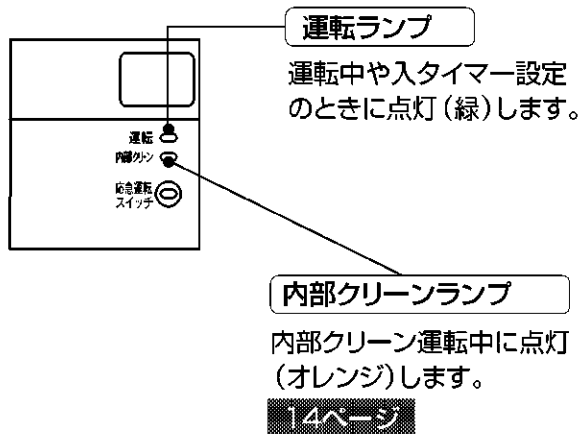 運転ランプ
運転中や入タイマー設定
のときに点灯(緑)します。
運転
内部クリーン
応急運転
スイッチ
内部クリーンランプ
内部クリーン運転中に点灯
(オレンジ)します。
14ページ